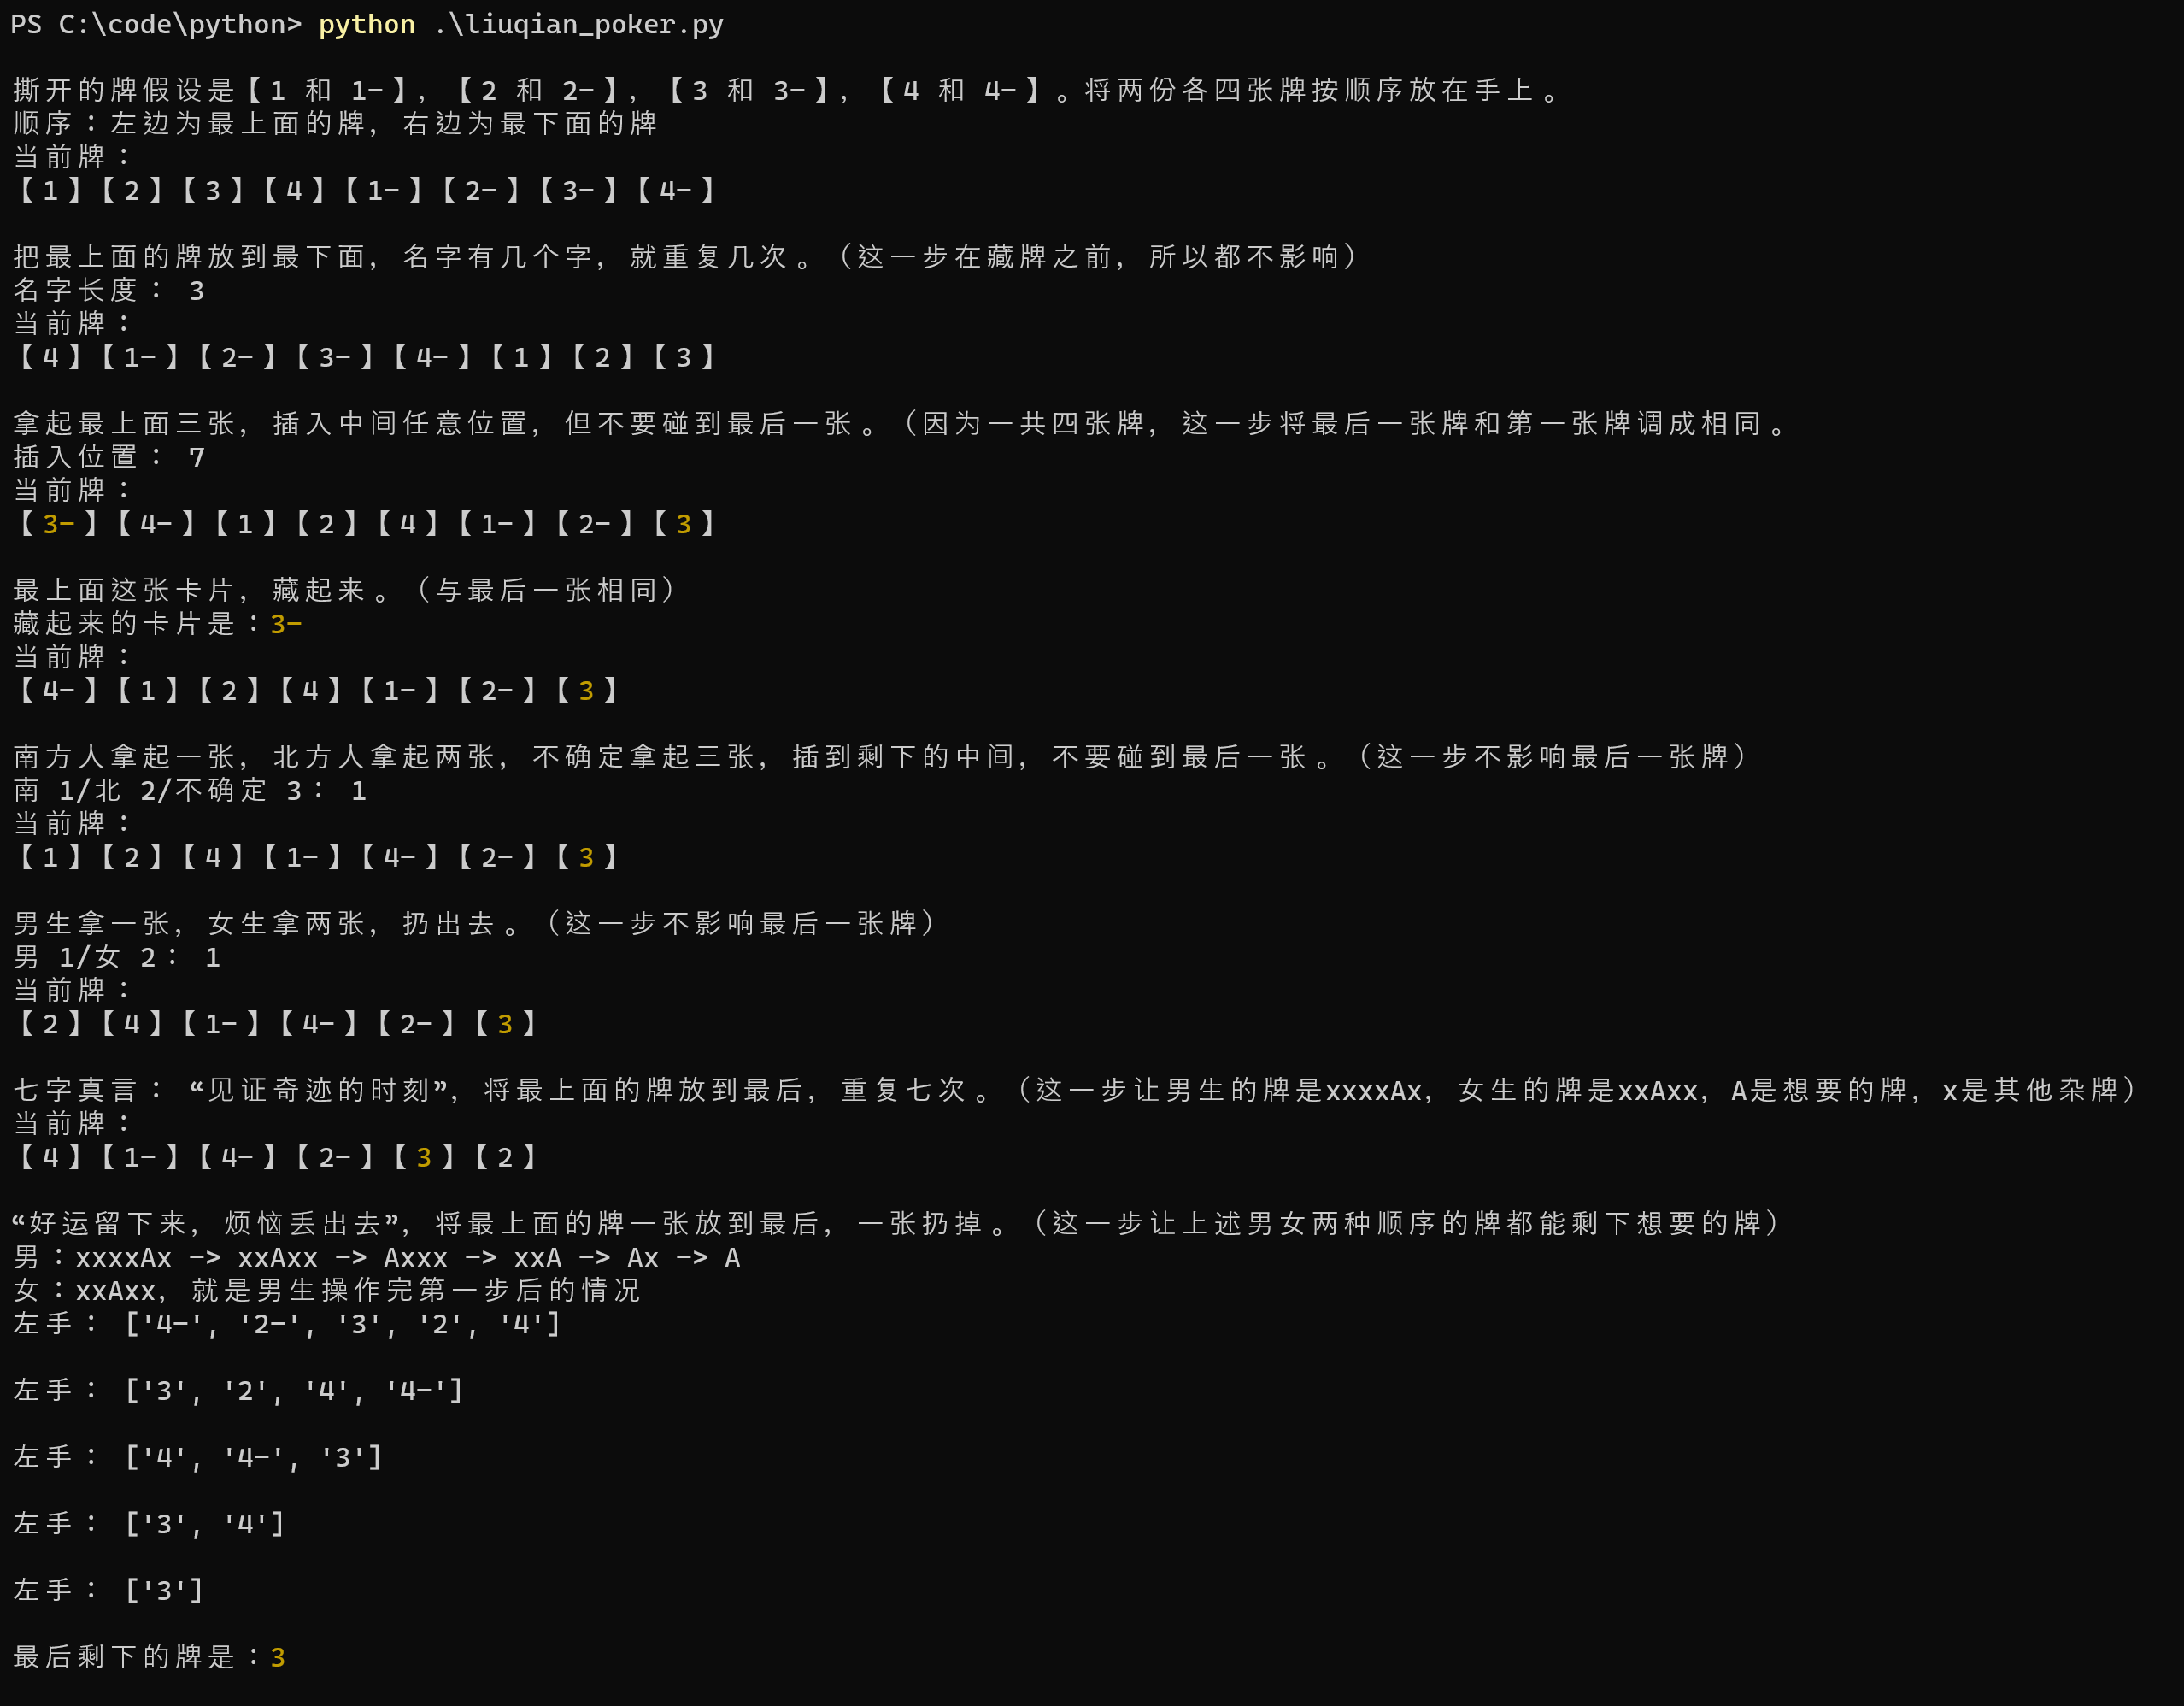 PS C:\code\python> python .\liuqian_poker.py
撕开的牌假设是【1 和 1-】, 【2 和 2-】, 【3 和 3-】, 【4 和 4-】。将两份各四张牌按顺序放在手上。
顺序：左边为最上面的牌, 右边为最下面的牌
当前牌：
【1】【2】【3】【4】【1-】【2-】【3-】【4-】
把最上面的牌放到最下面, 名字有几个字, 就重复几次。（这一步在藏牌之前, 所以都不影响）
名字长度： 3
当前牌：
【4】【1-】【2-】【3-】【4-】【1】【2】【3】
拿起最上面三张, 插入中间任意位置, 但不要碰到最后一张。（因为一共四张牌, 这一步将最后一张牌和第一张牌调成相同。
插入位置： 7
当前牌：
【3-】【4-】【1】【2】【4】【1-】【2-】【3】
最上面这张卡片, 藏起来。（与最后一张相同）
藏起来的卡片是：3-
当前牌：
【4-】【1】【2】【4】【1-】【2-】【3】
南方人拿起一张, 北方人拿起两张, 不确定拿起三张, 插到剩下的中间, 不要碰到最后一张。（这一步不影响最后一张牌）
南 1/北 2/不确定 3： 1
当前牌：
【1】【2】【4】【1-】【4-】【2-】【3】
男生拿一张, 女生拿两张, 扔出去。（这一步不影响最后一张牌）
男 1/女 2： 1
当前牌：
【2】【4】【1-】【4-】【2-】【3】
七字真言： “见证奇迹的时刻”, 将最上面的牌放到最后, 重复七次。（这一步让男生的牌是xxxxAx, 女生的牌是xxAxx, A是想要的牌, x是其他杂牌）
当前牌：
【4】【1-】【4-】【2-】【3】【2】
“好运留下来, 烦恼丢出去”, 将最上面的牌一张放到最后, 一张扔掉。（这一步让上述男女两种顺序的牌都能剩下想要的牌）
男：xxxxAx -> xxAxx -> Axxx -> xxA -> Ax -> A
女：xxAxx, 就是男生操作完第一步后的情况
左手： ['4-', '2-', '3', '2', '4']
左手： ['3', '2', '4', '4-']
左手： ['4', '4-', '3']
左手： ['3', '4']
左手： ['3']
最后剩下的牌是：3